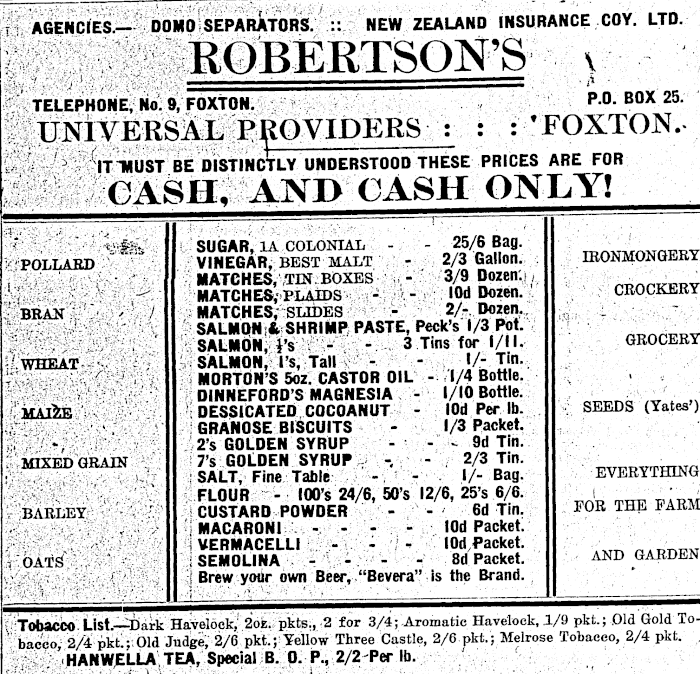 AGENCIES.— DOMO SEPARATORS. :: NEW ZEALAND INSURANCE COY. LTD.
ROBERTSON'S
TELEPHONE, No. 9, FOXTON. P.O. BOX 25.
UNIVERSAL PROVIDERS : : : FOXTON.
IT MUST BE DISTINCTLY UNDERSTOOD THESE PRICES ARE FOR
CASH, AND CASH ONLY!
POLLARD
BRAN
WHEAT
MAIZE
MIXED GRAIN
BARLEY
OATS
SUGAR, 1A COLONIAL - - 25/6 Bag.
VINEGAR, BEST MALT - 2/3 Gallon.
MATCHES, TIN BOXES - 3/9 Dozen.
MATCHES, PLAIDS - - 10d Dozen.
MATCHES, SLIDES - 2/- Dozen.
SALMON & SHRIMP PASTE, Peck's 1/3 Pot.
SALMON, ½'s - - 3 Tins for 1/11.
SALMON, 1's, Tall - - 1/- Tin.
MORTON'S 5oz. CASTOR OIL - 1/4 Bottle.
DINNEFORD'S MAGNESIA - 1/10 Bottle.
DESSICATED COCOANUT - 10d Per lb.
GRANOSE BISCUITS - 1/3 Packet.
2's GOLDEN SYRUP - - - 9d Tin.
7's GOLDEN SYRUP - - 2/3 Tin.
SALT, Fine Table - - 1/- Bag.
FLOUR - 100's 24/6, 50's 12/6, 25's 6/6.
CUSTARD POWDER - - 6d Tin.
MACARONI - - - - 10d Packet.
VERMACELLI - - - 10d Packet.
SEMOLINA - - - - 8d Packet.
Brew your own Beer, "Bevera" is the Brand.
IRONMONGERY
CROCKERY
GROCERY
SEEDS (Yates')
EVERYTHING
FOR THE FARM
AND GARDEN
Tobacco List.—Dark Havelock, 2oz. pkts., 2 for 3/4; Aromatic Havelock, 1/9 pkt.; Old Gold To-
bacco, 2/4 pkt.; Old Judge, 2/6 pkt.; Yellow Three Castle, 2/6 pkt.; Melrose Tobacco, 2/4 pkt.
HANWELLA TEA, Special B. O. P., 2/2 Per lb.